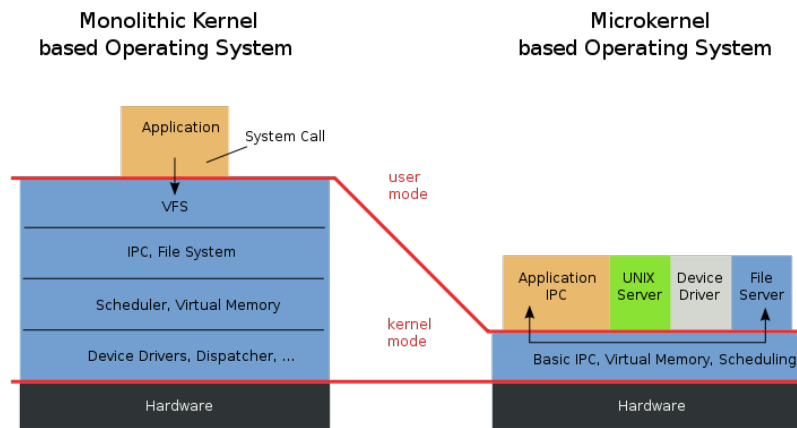 Monolithic Kernel
based Operating System
Microkernel
based Operating System
Application
System Call
user
mode
VFS
IPC, File System
Scheduler, Virtual Memory
kernel
mode
Device Drivers, Dispatcher, ...
Hardware
Application
IPC
UNIX
Server
Device
Driver
File
Server
Basic IPC, Virtual Memory, Scheduling
Hardware